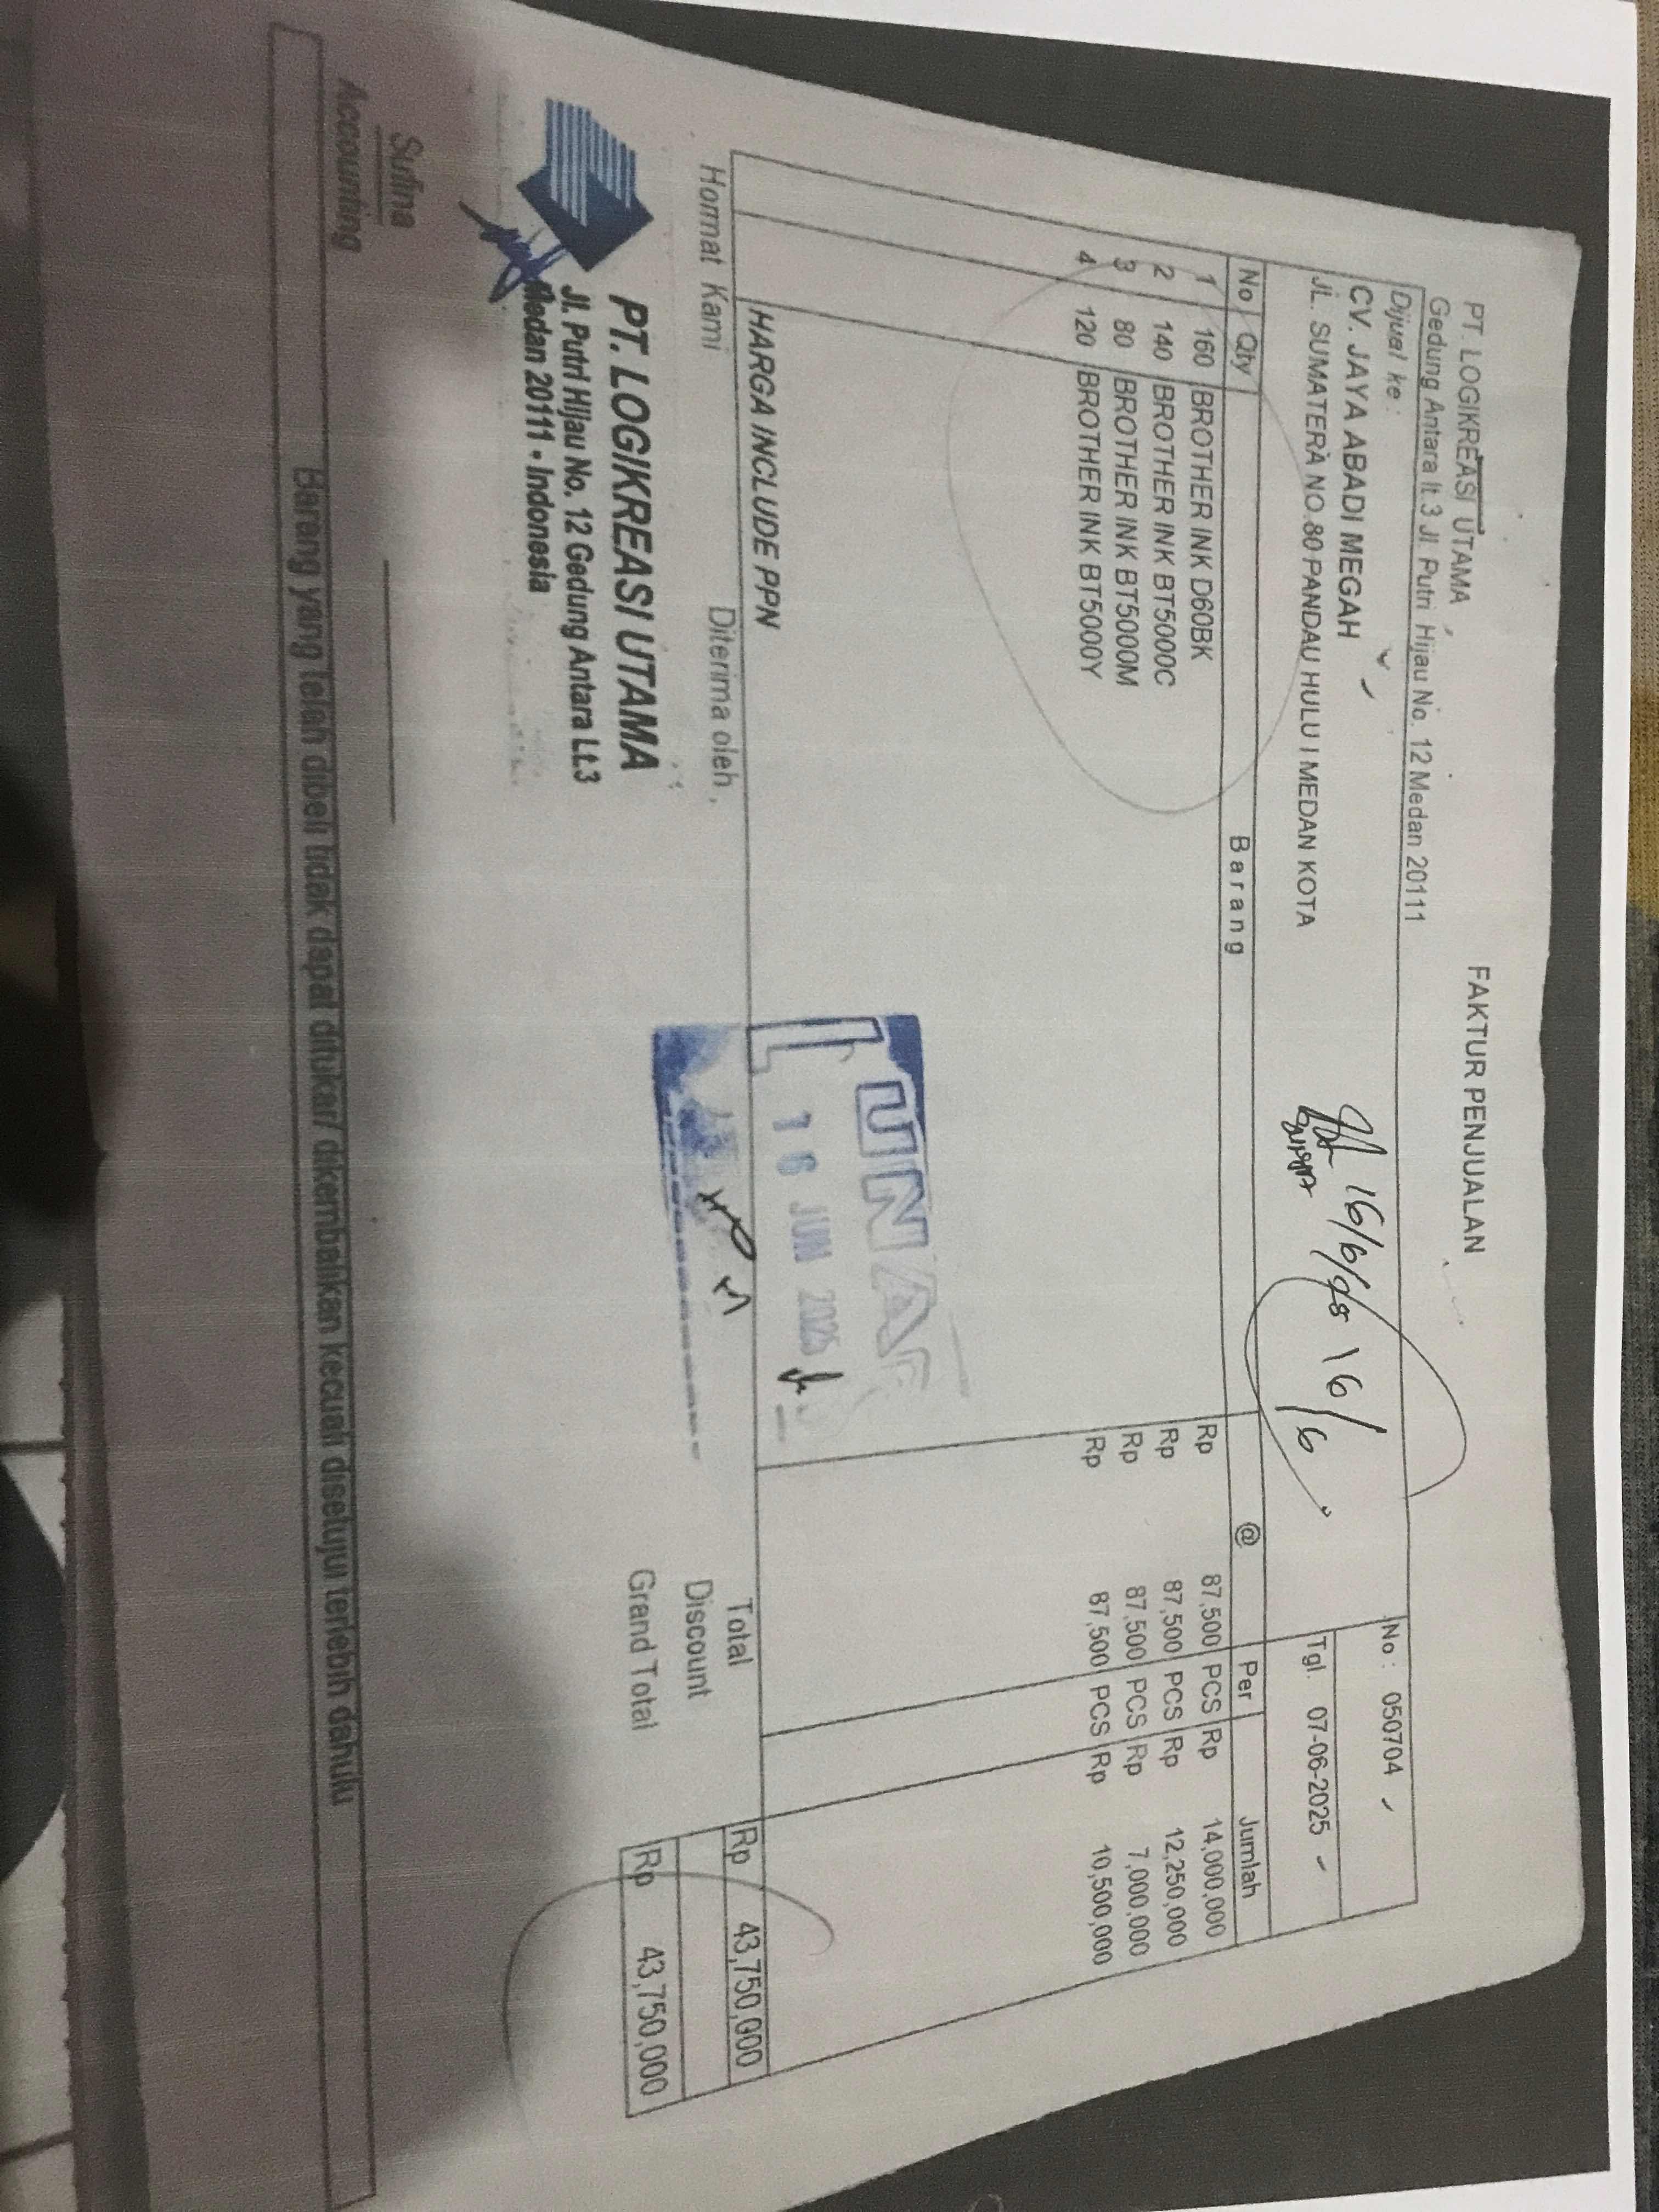 FAKTUR PENJUALAN
PT. LOGIKREASI UTAMA
Gedung Antara lt.3 Jl. Putri Hijau No. 12 Medan 20111
Dijual ke :
CV. JAYA ABADI MEGAH
JL. SUMATERA NO.80 PANDAU HULU I MEDAN KOTA
16/6/25 16/6
No : 050704
Tgl. 07-06-2025
No Qty Barang @ Per Jumlah
1 160 BROTHER INK D60BK Rp 87,500 PCS Rp 14,000,000
2 140 BROTHER INK BT5000C Rp 87,500 PCS Rp 12,250,000
3 80 BROTHER INK BT5000M Rp 87,500 PCS Rp 7,000,000
4 120 BROTHER INK BT5000Y Rp 87,500 PCS Rp 10,500,000
HARGA INCLUDE PPN
16 JUN 2025
Total Rp 43,750,000
Discount
Grand Total Rp 43,750,000
Hormat Kami Diterima oleh,
PT. LOGIKREASI UTAMA
Jl. Putri Hijau No. 12 Gedung Antara Lt.3
Medan 20111 - Indonesia
Sufina
Accounting
Barang yang telah dibeli tidak dapat ditukar/ dikembalikan kecuali disetujui terlebih dahulu